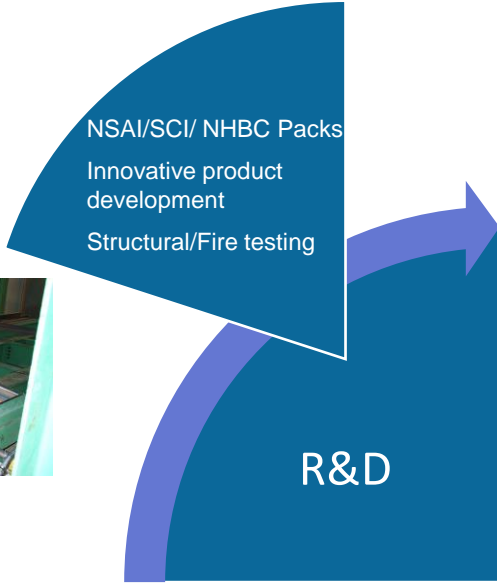 NSAI/SCI/ NHBC Packs
Innovative product
development
Structural/Fire testing
R&D